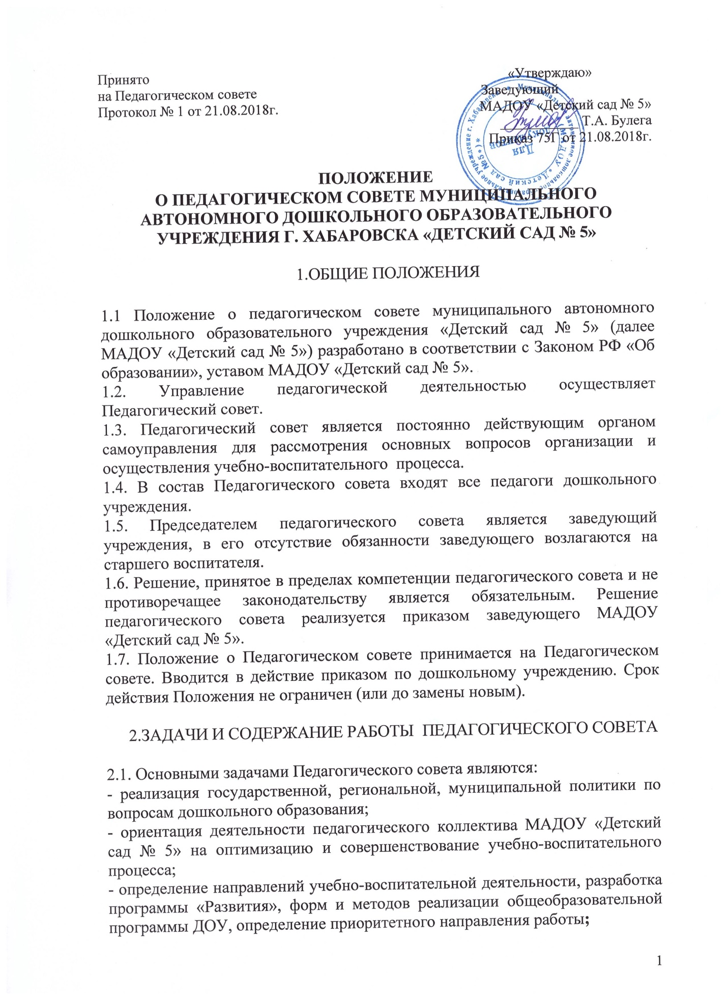 Принято
на Педагогическом совете
Протокол № 1 от 21.08.2018г.
«Утверждаю»
Заведующий
МАДОУ «Детский сад № 5»
Т.А. Булега
Приказ 75Г от 21.08.2018г.
Для
документов
ПОЛОЖЕНИЕ
О ПЕДАГОГИЧЕСКОМ СОВЕТЕ МУНИЦИПАЛЬНОГО
АВТОНОМНОГО ДОШКОЛЬНОГО ОБРАЗОВАТЕЛЬНОГО
УЧРЕЖДЕНИЯ Г. ХАБАРОВСКА «ДЕТСКИЙ САД № 5»
1.ОБЩИЕ ПОЛОЖЕНИЯ
1.1 Положение о педагогическом совете муниципального автономного
дошкольного образовательного учреждения «Детский сад № 5» (далее
МАДОУ «Детский сад № 5») разработано в соответствии с Законом РФ «Об
образовании», уставом МАДОУ «Детский сад № 5».
1.2. Управление педагогической деятельностью осуществляет
Педагогический совет.
1.3. Педагогический совет является постоянно действующим органом
самоуправления для рассмотрения основных вопросов организации и
осуществления учебно-воспитательного процесса.
1.4. В состав Педагогического совета входят все педагоги дошкольного
учреждения.
1.5. Председателем педагогического совета является заведующий
учреждения, в его отсутствие обязанности заведующего возлагаются на
старшего воспитателя.
1.6. Решение, принятое в пределах компетенции педагогического совета и не
противоречащее законодательству является обязательным. Решение
педагогического совета реализуется приказом заведующего МАДОУ
«Детский сад № 5».
1.7. Положение о Педагогическом совете принимается на Педагогическом
совете. Вводится в действие приказом по дошкольному учреждению. Срок
действия Положения не ограничен (или до замены новым).
2.ЗАДАЧИ И СОДЕРЖАНИЕ РАБОТЫ ПЕДАГОГИЧЕСКОГО СОВЕТА
2.1. Основными задачами Педагогического совета являются:
- реализация государственной, региональной, муниципальной политики по
вопросам дошкольного образования;
- ориентация деятельности педагогического коллектива МАДОУ «Детский
сад № 5» на оптимизацию и совершенствование учебно-воспитательного
процесса;
- определение направлений учебно-воспитательной деятельности, разработка
программы «Развития», форм и методов реализации общеобразовательной
программы ДОУ, определение приоритетного направления работы;
1